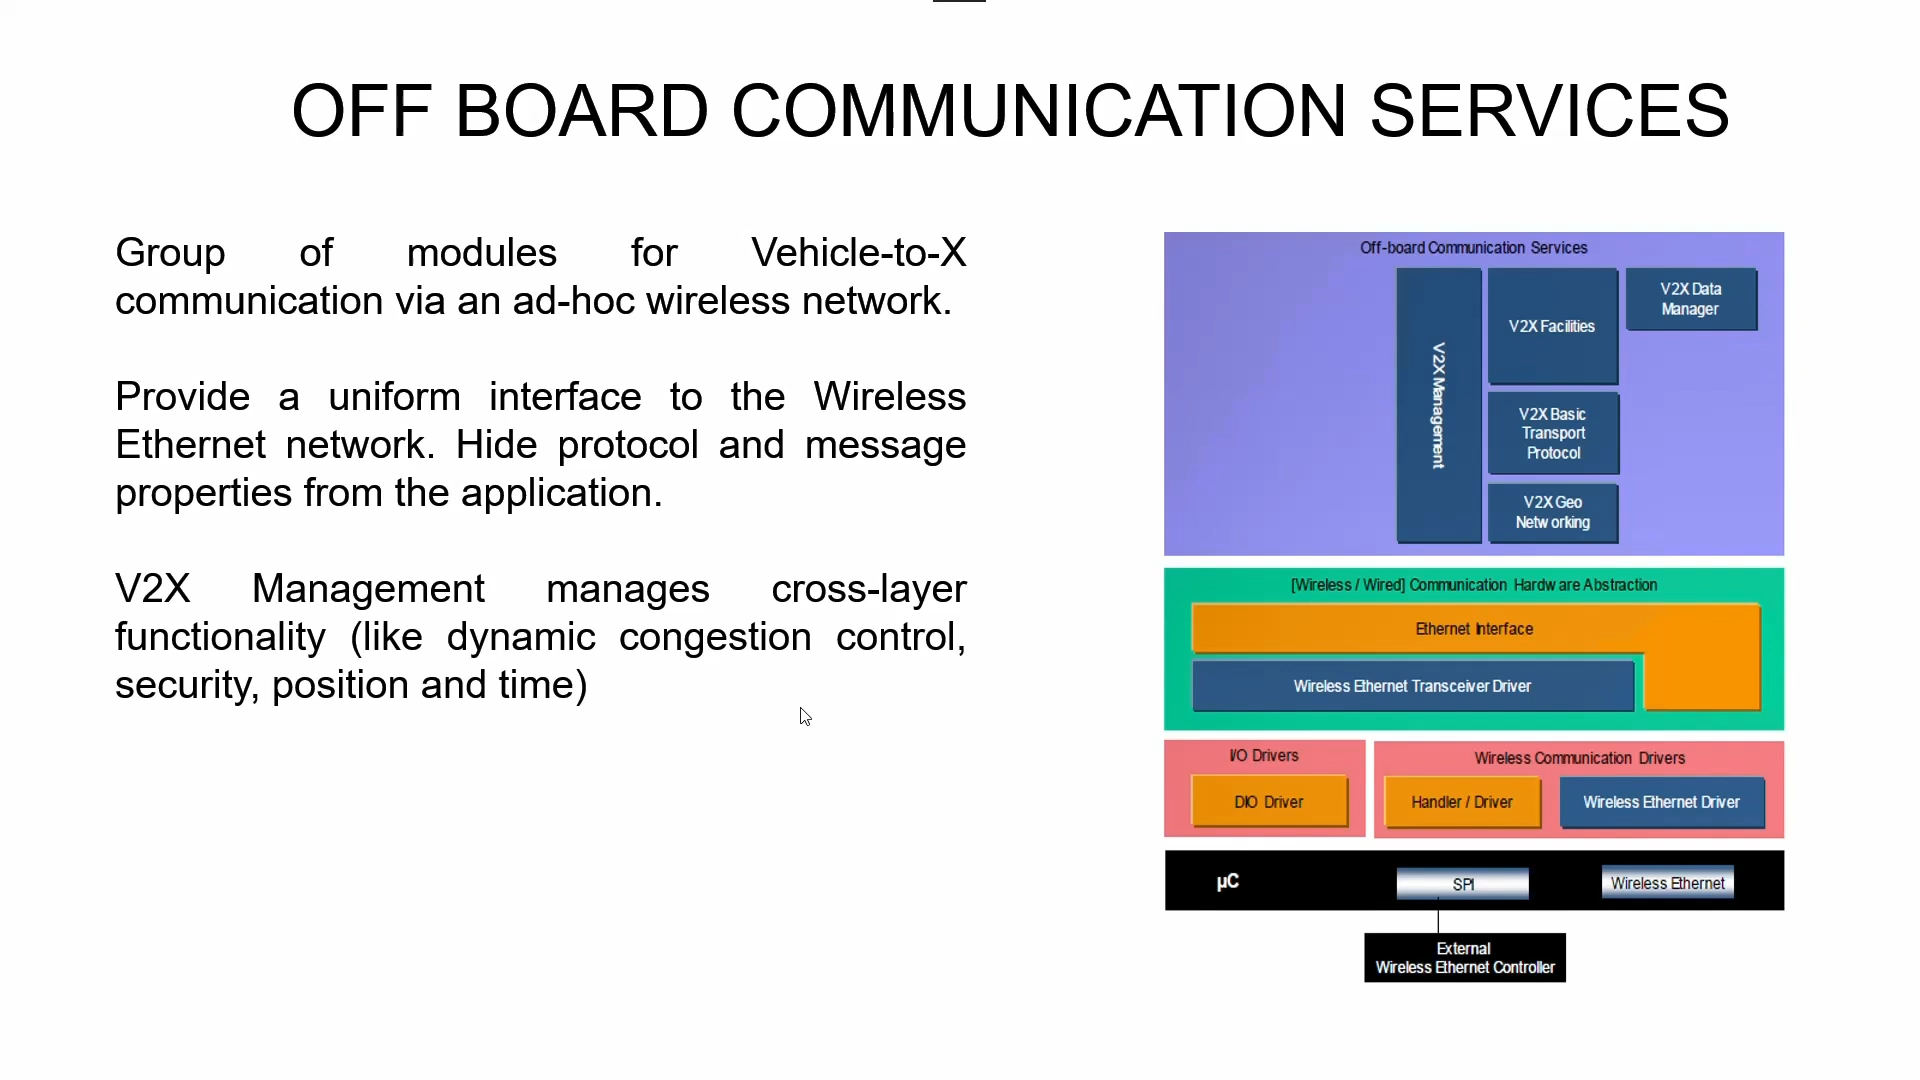 OFF BOARD COMMUNICATION SERVICES
Group of modules for Vehicle-to-X
communication via an ad-hoc wireless network.
Provide a uniform interface to the Wireless
Ethernet network. Hide protocol and message
properties from the application.
V2X Management manages cross-layer
functionality (like dynamic congestion control,
security, position and time)
Off-board Communication Services
V2X Management
V2X Facilities
V2X Data
Manager
V2X Basic
Transport
Protocol
V2X Geo
Networking
[Wireless / Wired] Communication Hardware Abstraction
Ethernet Interface
Wireless Ethernet Transceiver Driver
I/O Drivers
DIO Driver
Wireless Communication Drivers
Handler / Driver
Wireless Ethernet Driver
µC
SPI
Wireless Ethernet
External
Wireless Ethernet Controller